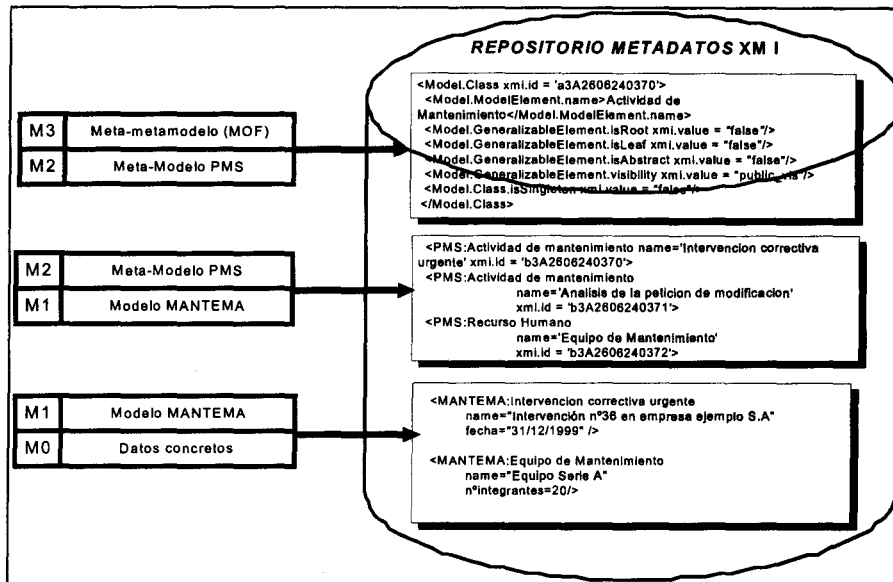 REPOSITORIO METADATOS XM I
<Model.Class xmi.id = 'a3A2606240370'>
<Model.ModelElement.name>Actividad de
Mantenimiento</Model.ModelElement.name>
<Model.GeneralizableElement.isRoot xmi.value = "false"/>
<Model.GeneralizableElement.isLeaf xmi.value = "false"/>
<Model.GeneralizableElement.isAbstract xmi.value = "false"/>
<Model.GeneralizableElement.visibility xmi.value = "public_vis"/>
<Model.Class.isSingleton xmi.value = "false"/>
</Model.Class>
M3 Meta-metamodelo (MOF)
M2 Meta-Modelo PMS
<PMS:Actividad de mantenimiento name='Intervencion correctiva
urgente' xmi.id = 'b3A2606240370'>
<PMS:Actividad de mantenimiento
name='Analisis de la peticion de modificacion'
xmi.id = 'b3A2606240371'>
<PMS:Recurso Humano
name='Equipo de Mantenimiento'
xmi.id = 'b3A2606240372'>
M2 Meta-Modelo PMS
M1 Modelo MANTEMA
<MANTEMA:Intervencion correctiva urgente
name="Intervención nº36 en empresa ejemplo S.A"
fecha="31/12/1999" />
<MANTEMA:Equipo de Mantenimiento
name="Equipo Serie A"
nºintegrantes=20/>
M1 Modelo MANTEMA
M0 Datos concretos